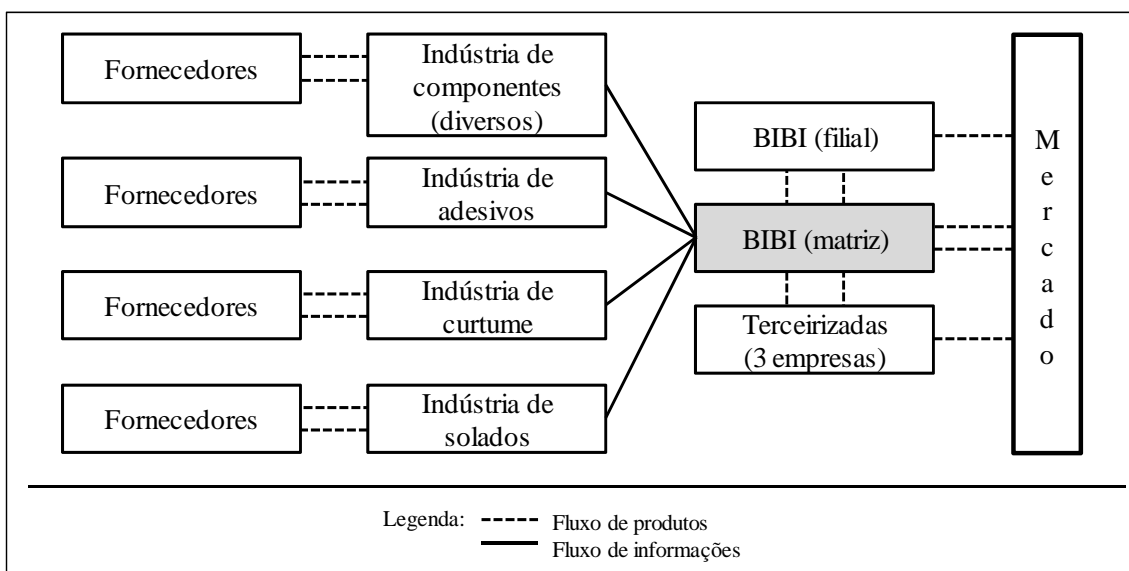 Fornecedores
Indústria de
componentes
(diversos)
Fornecedores
Indústria de
adesivos
Fornecedores
Indústria de
curtume
Fornecedores
Indústria de
solados
BIBI (filial)
BIBI (matriz)
Terceirizadas
(3 empresas)
M
e
r
c
a
d
o
Legenda:
Fluxo de produtos
Fluxo de informações